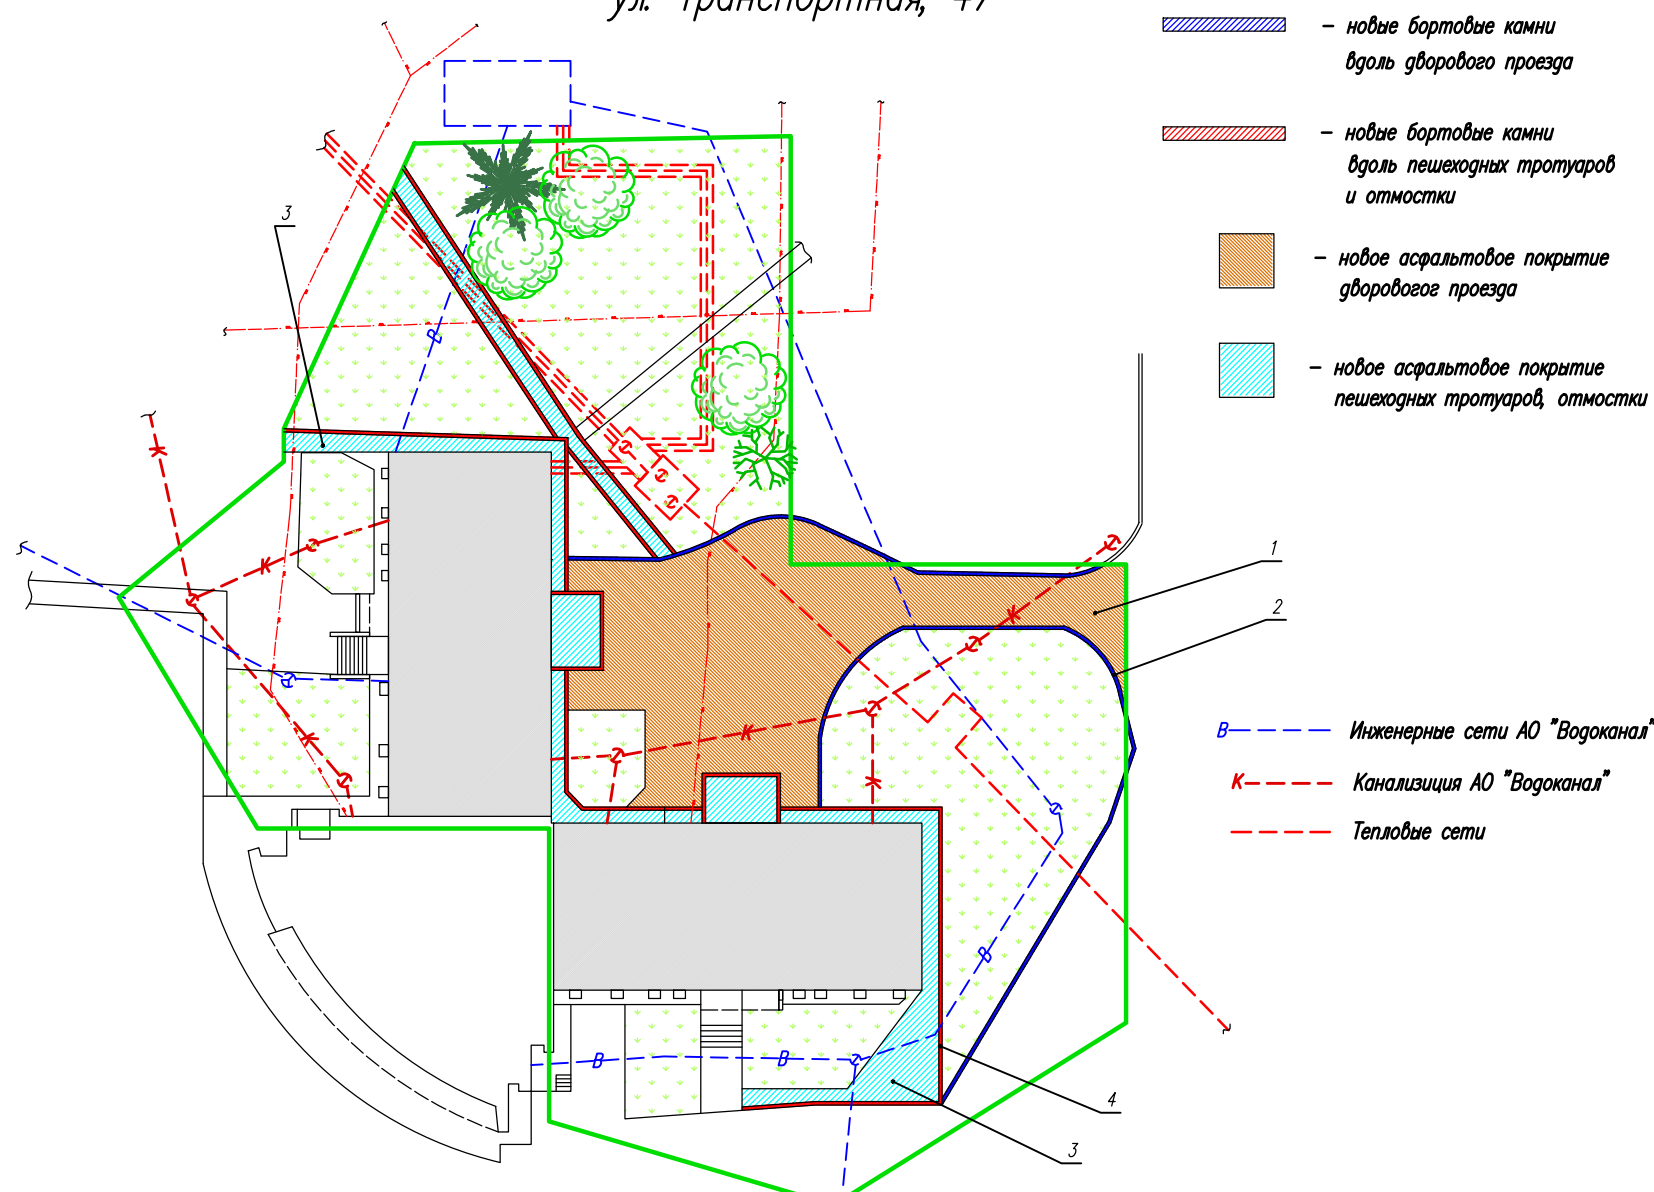 ул. Транспортная, 47
– новые бортовые камни
вдоль дворового проезда
– новые бортовые камни
вдоль пешеходных тротуаров
и отмостки
– новое асфальтовое покрытие
дворовогог проезда
– новое асфальтовое покрытие
пешеходных тротуаров, отмостки
3
В
К
1
К
2
К
К
К
К
В
Инженерные сети АО "Водоканал"
К
Канализиция АО "Водоканал"
Тепловые сети
В
В
В
4
3